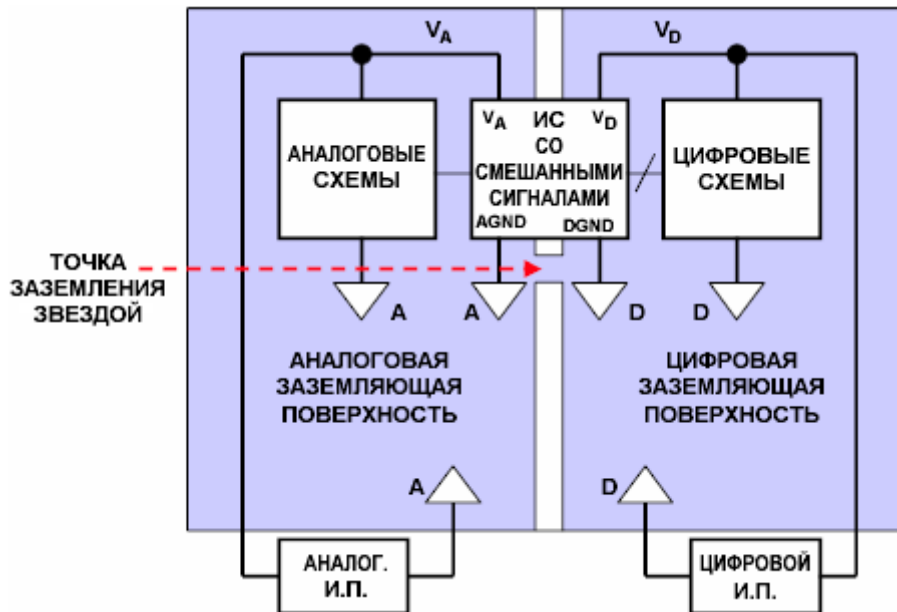 VA
VD
АНАЛОГОВЫЕ
СХЕМЫ
VA ИС VD
СО
СМЕШАННЫМИ
СИГНАЛАМИ
AGND DGND
ЦИФРОВЫЕ
СХЕМЫ
ТОЧКА
ЗАЗЕМЛЕНИЯ
ЗВЕЗДОЙ
A
A
D
D
АНАЛОГОВАЯ
ЗАЗЕМЛЯЮЩАЯ
ПОВЕРХНОСТЬ
ЦИФРОВАЯ
ЗАЗЕМЛЯЮЩАЯ
ПОВЕРХНОСТЬ
A
D
АНАЛОГ.
И.П.
ЦИФРОВОЙ
И.П.